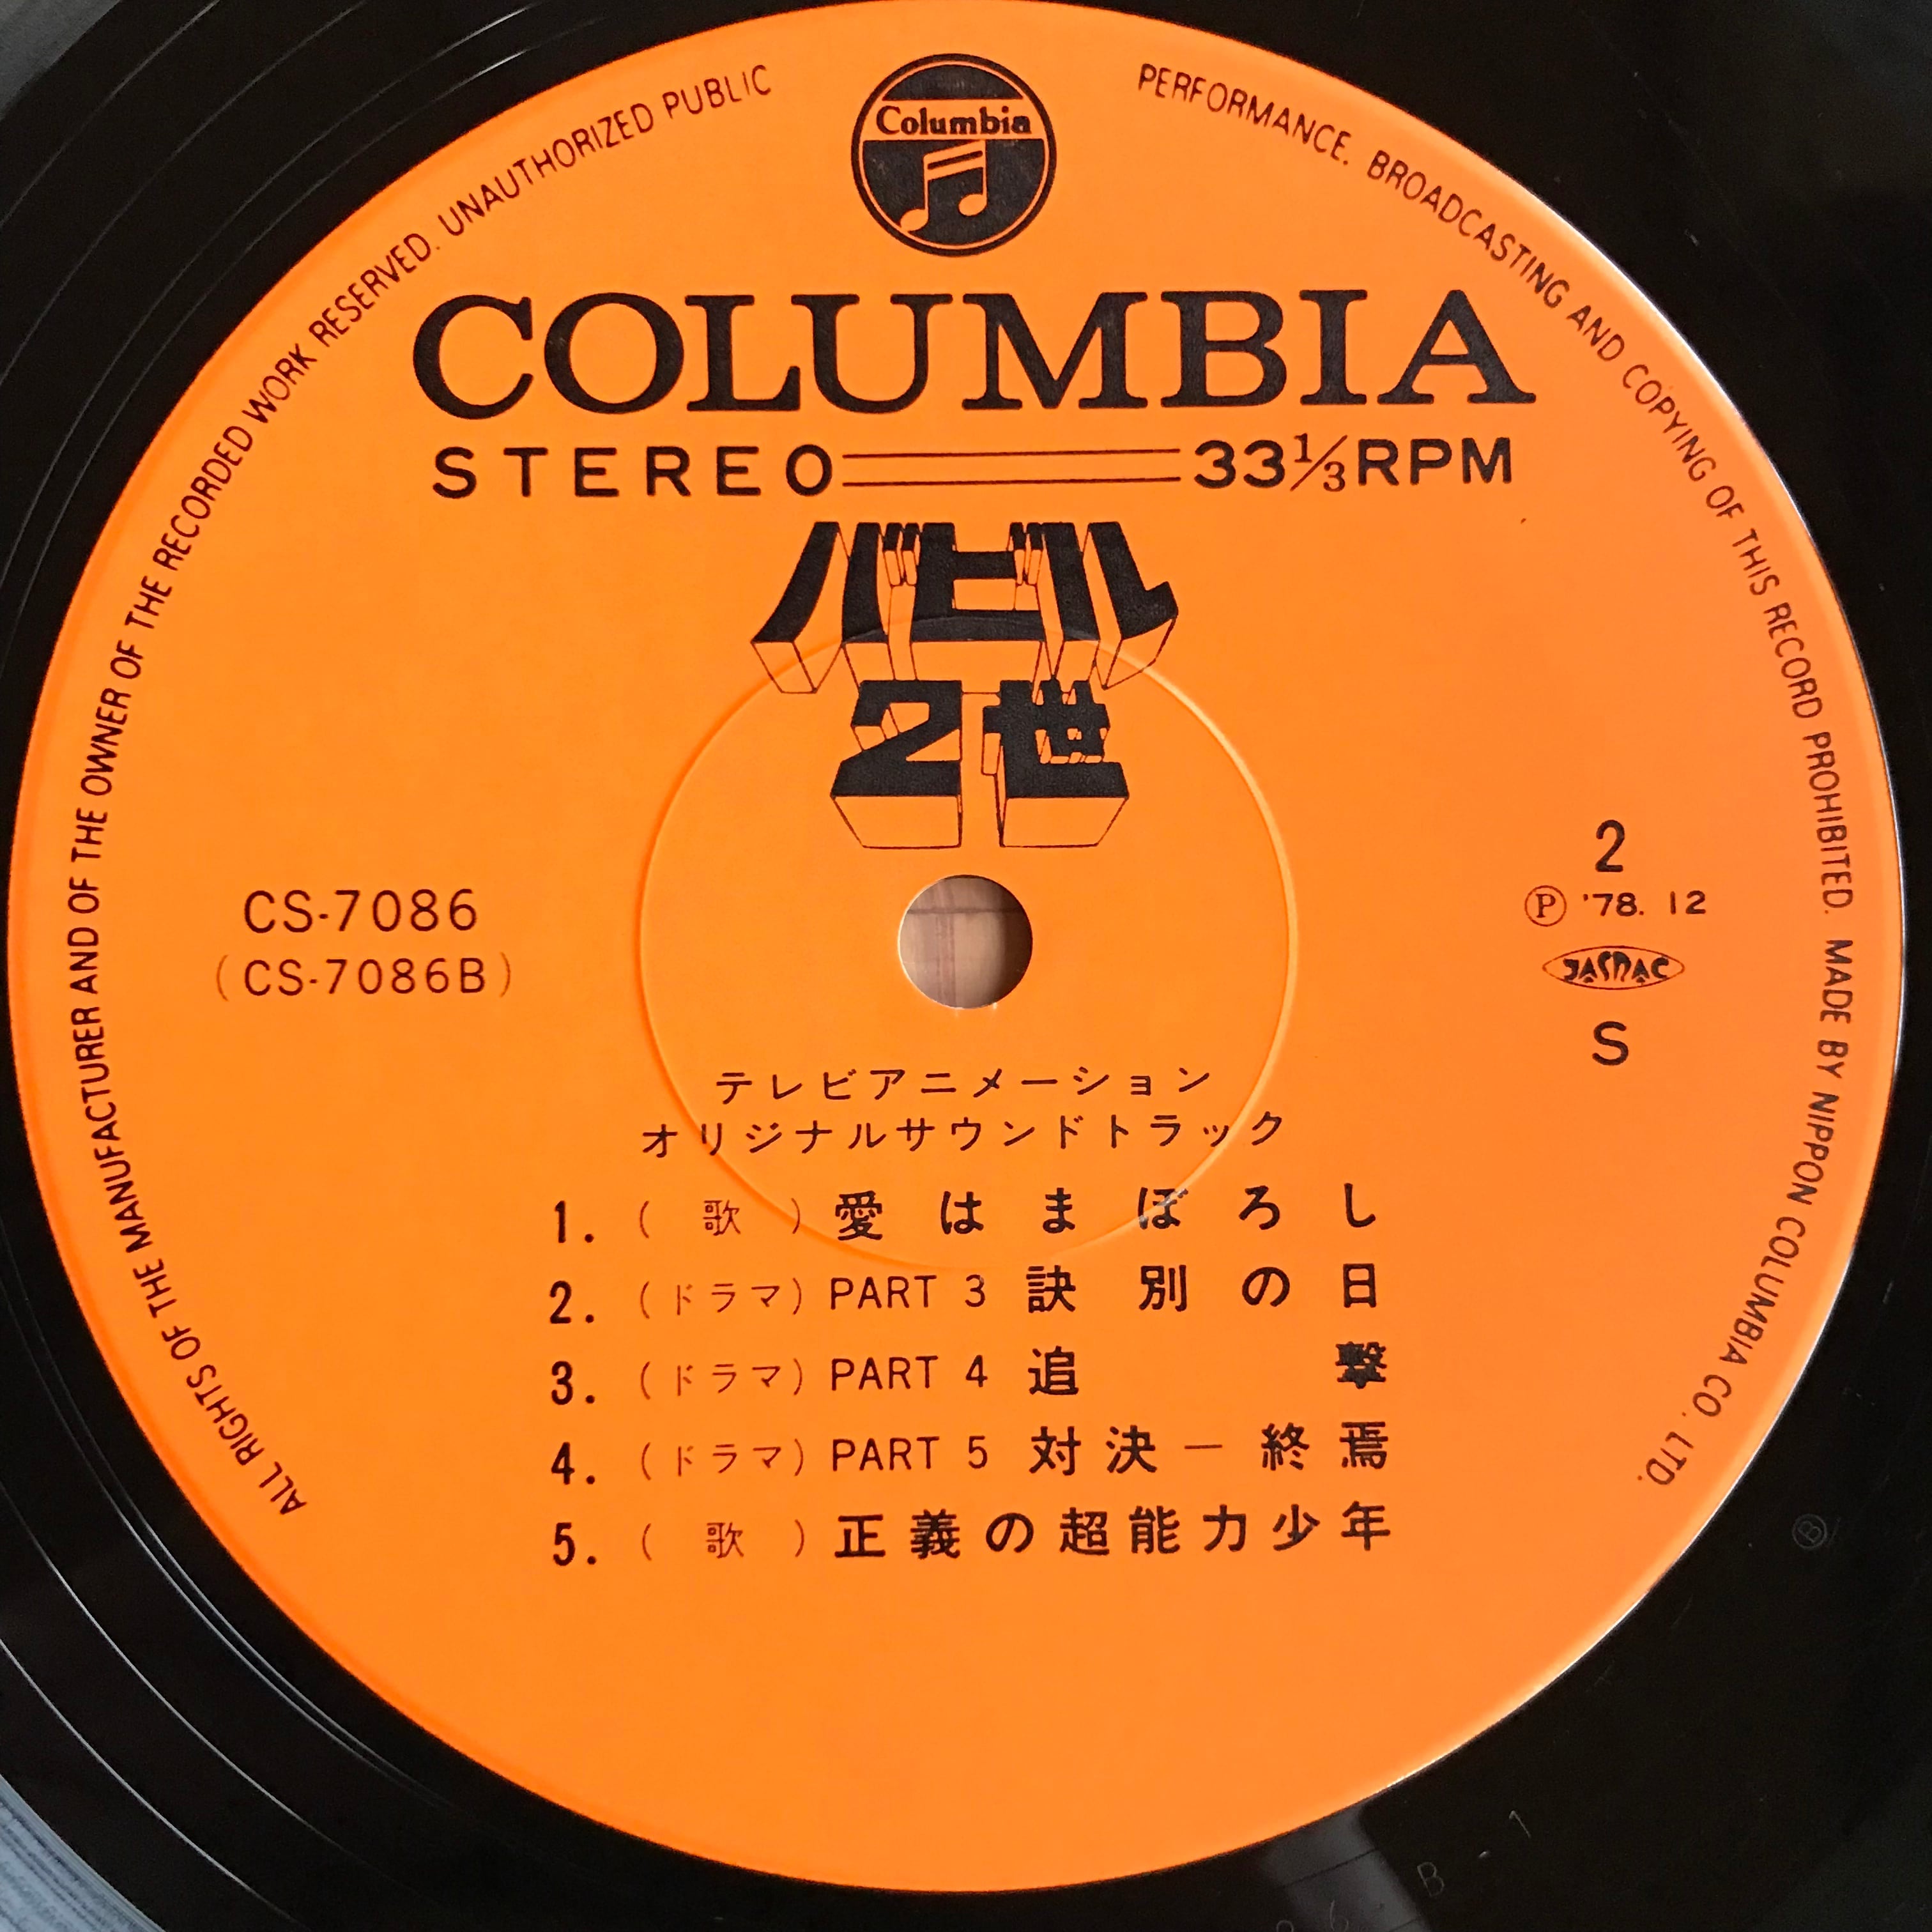 ALL RIGHTS OF THE MANUFACTURER AND OF THE OWNER OF THE RECORDED WORK RESERVED. UNAUTHORIZED PUBLIC PERFORMANCE. BROADCASTING AND COPYING OF THIS RECORD PROHIBITED. MADE BY NIPPON COLUMBIA CO., LTD.
Columbia
COLUMBIA
STEREO 33⅓RPM
バビル
2世
CS-7086
(CS-7086B)
2
Ⓟ '78. 12
JASRAC
S
テレビアニメーション
オリジナルサウンドトラック
1. (歌) 愛はまぼろし
2. (ドラマ) PART 3 訣別の日
3. (ドラマ) PART 4 追撃
4. (ドラマ) PART 5 対決－終焉
5. (歌) 正義の超能力少年
Ⓑ
B-1